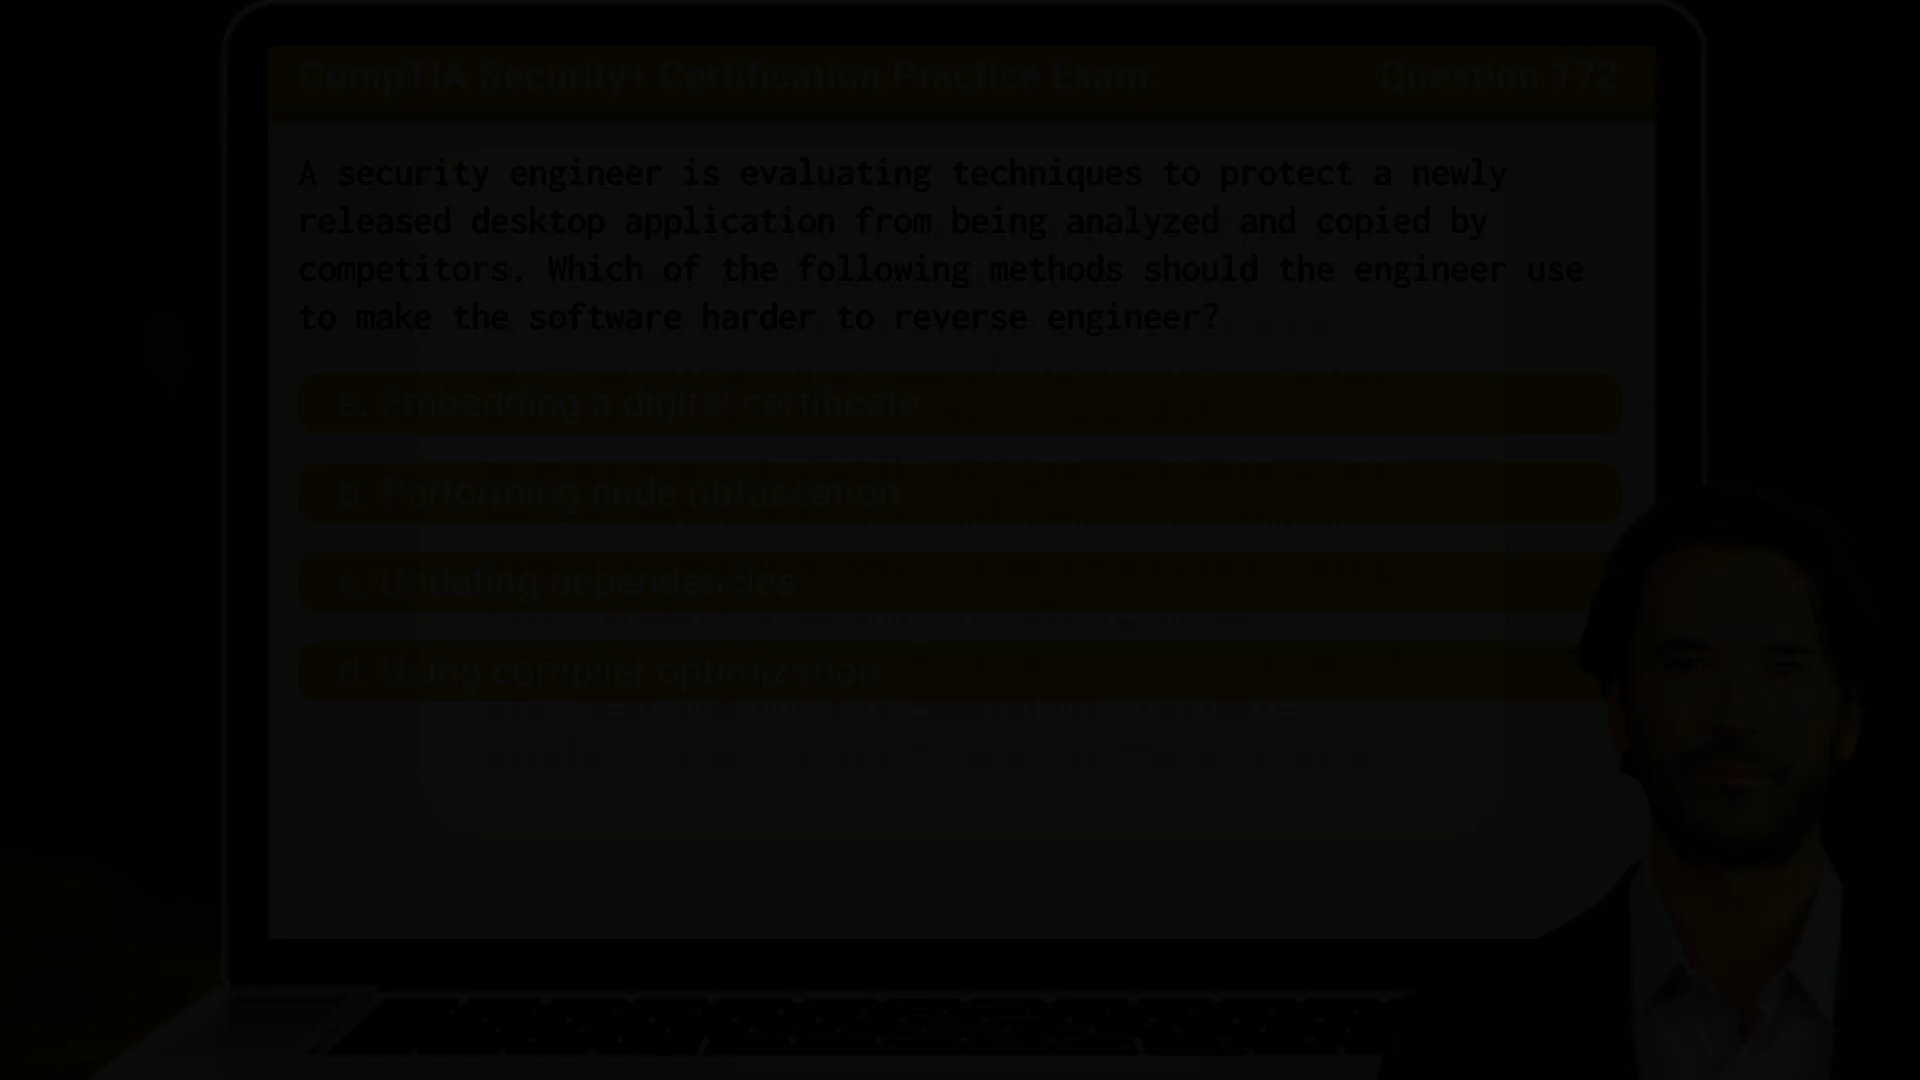 CompTIA Security+ Certification Practice Exam: Question 172
A security engineer is evaluating techniques to protect a newly
released desktop application from being analyzed and copied by
competitors. Which of the following methods should the engineer use
to make the software harder to reverse engineer?
a. Embedding a digital certificate
b. Performing code obfuscation
c. Updating dependencies
d. Using compiler optimization